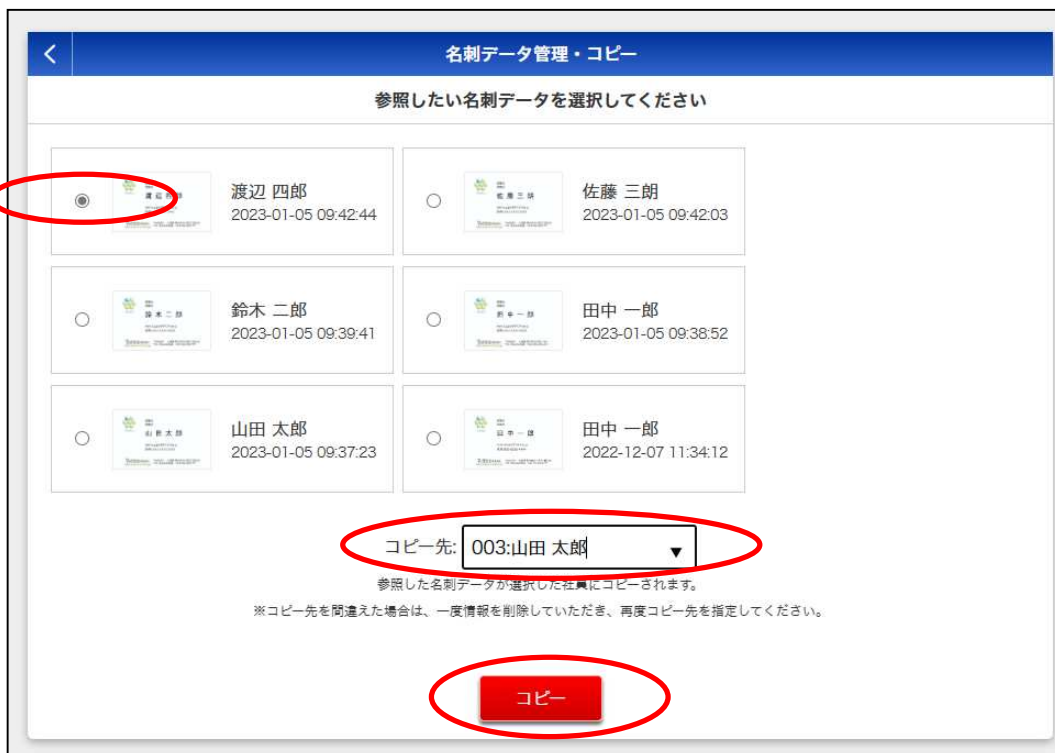 名刺データ管理・コピー
参照したい名刺データを選択してください
渡辺 四郎
2023-01-05 09:42:44
佐藤 三朗
2023-01-05 09:42:03
鈴木 二郎
2023-01-05 09:39:41
田中 一郎
2023-01-05 09:38:52
山田 太郎
2023-01-05 09:37:23
田中 一郎
2022-12-07 11:34:12
コピー先: 003:山田 太郎 ▼
参照した名刺データが選択した社員にコピーされます。
※コピー先を間違えた場合は、一度情報を削除していただき、再度コピー先を指定してください。
コピー